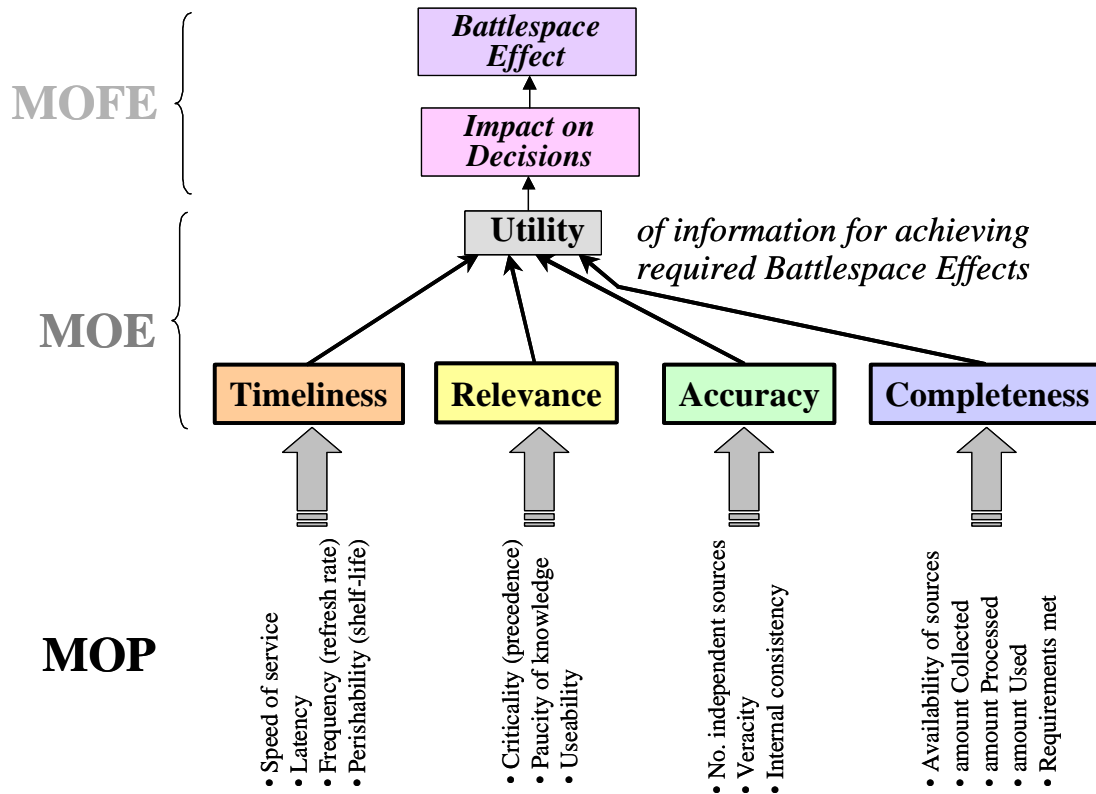 Battlespace
Effect
MOFE
Impact on
Decisions
Utility
of information for achieving
required Battlespace Effects
MOE
Timeliness
Relevance
Accuracy
Completeness
MOP
• Speed of service
• Latency
• Frequency (refresh rate)
• Perishability (shelf-life)
• Criticality (precedence)
• Paucity of knowledge
• Useability
• No. independent sources
• Veracity
• Internal consistency
• Availability of sources
• amount Collected
• amount Processed
• amount Used
• Requirements met